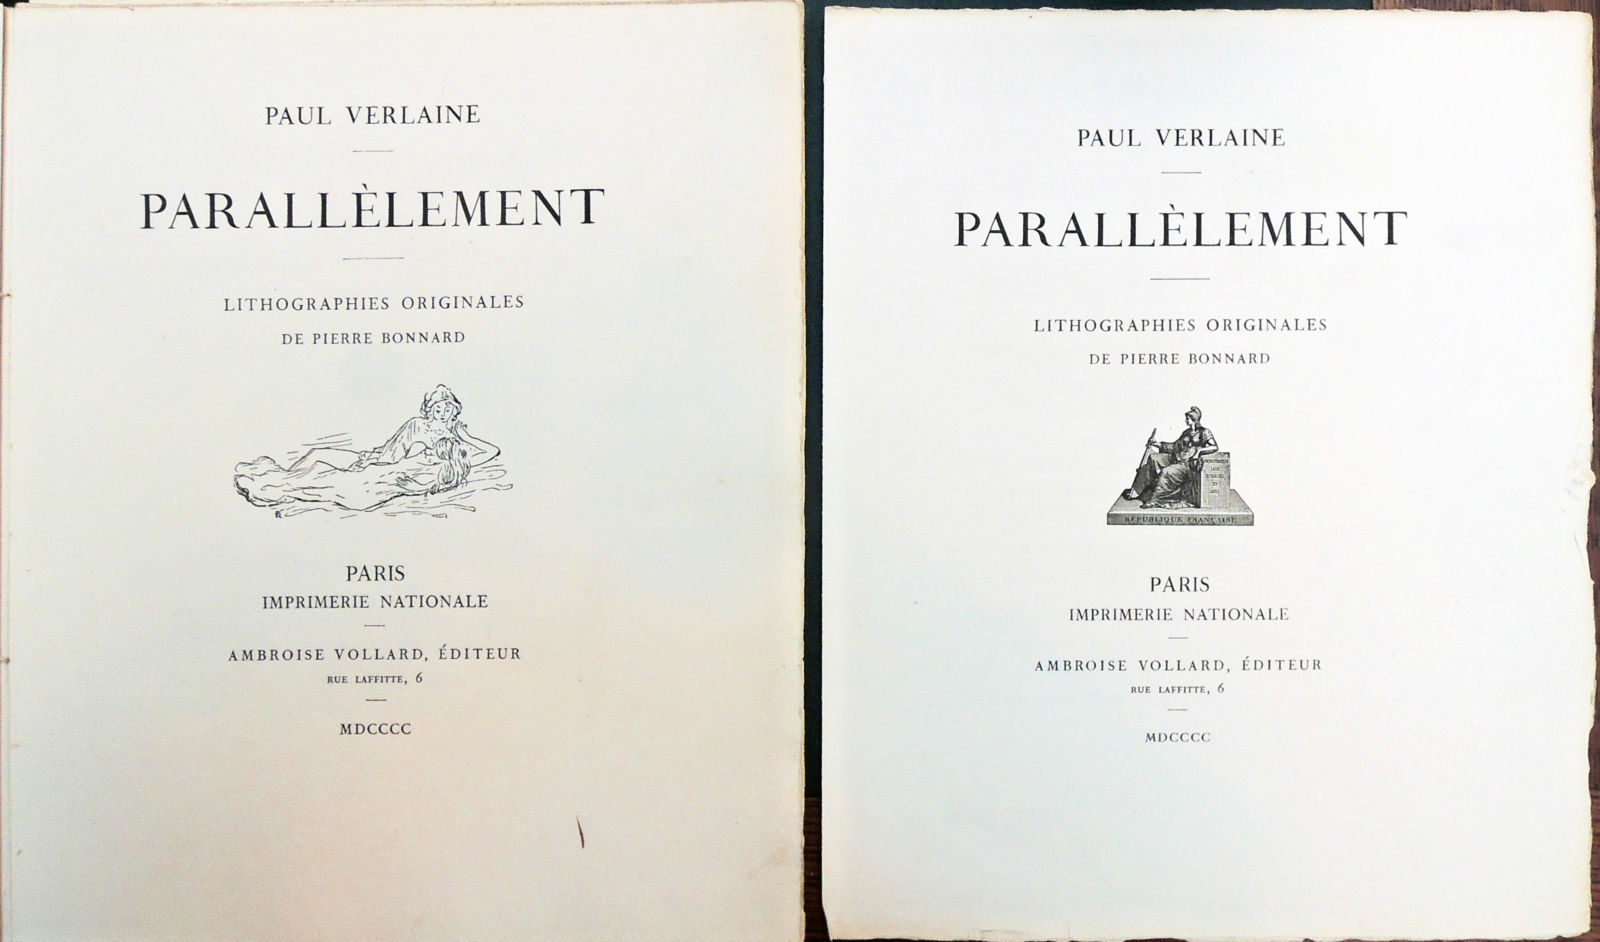 PAUL VERLAINE
PARALLÈLEMENT
LITHOGRAPHIES ORIGINALES
DE PIERRE BONNARD
PARIS
IMPRIMERIE NATIONALE
AMBROISE VOLLARD, ÉDITEUR
RUE LAFFITTE, 6
MDCCCC
PAUL VERLAINE
PARALLÈLEMENT
LITHOGRAPHIES ORIGINALES
DE PIERRE BONNARD
RÉPUBLIQUE FRANÇAISE
PARIS
IMPRIMERIE NATIONALE
AMBROISE VOLLARD, ÉDITEUR
RUE LAFFITTE, 6
MDCCCC